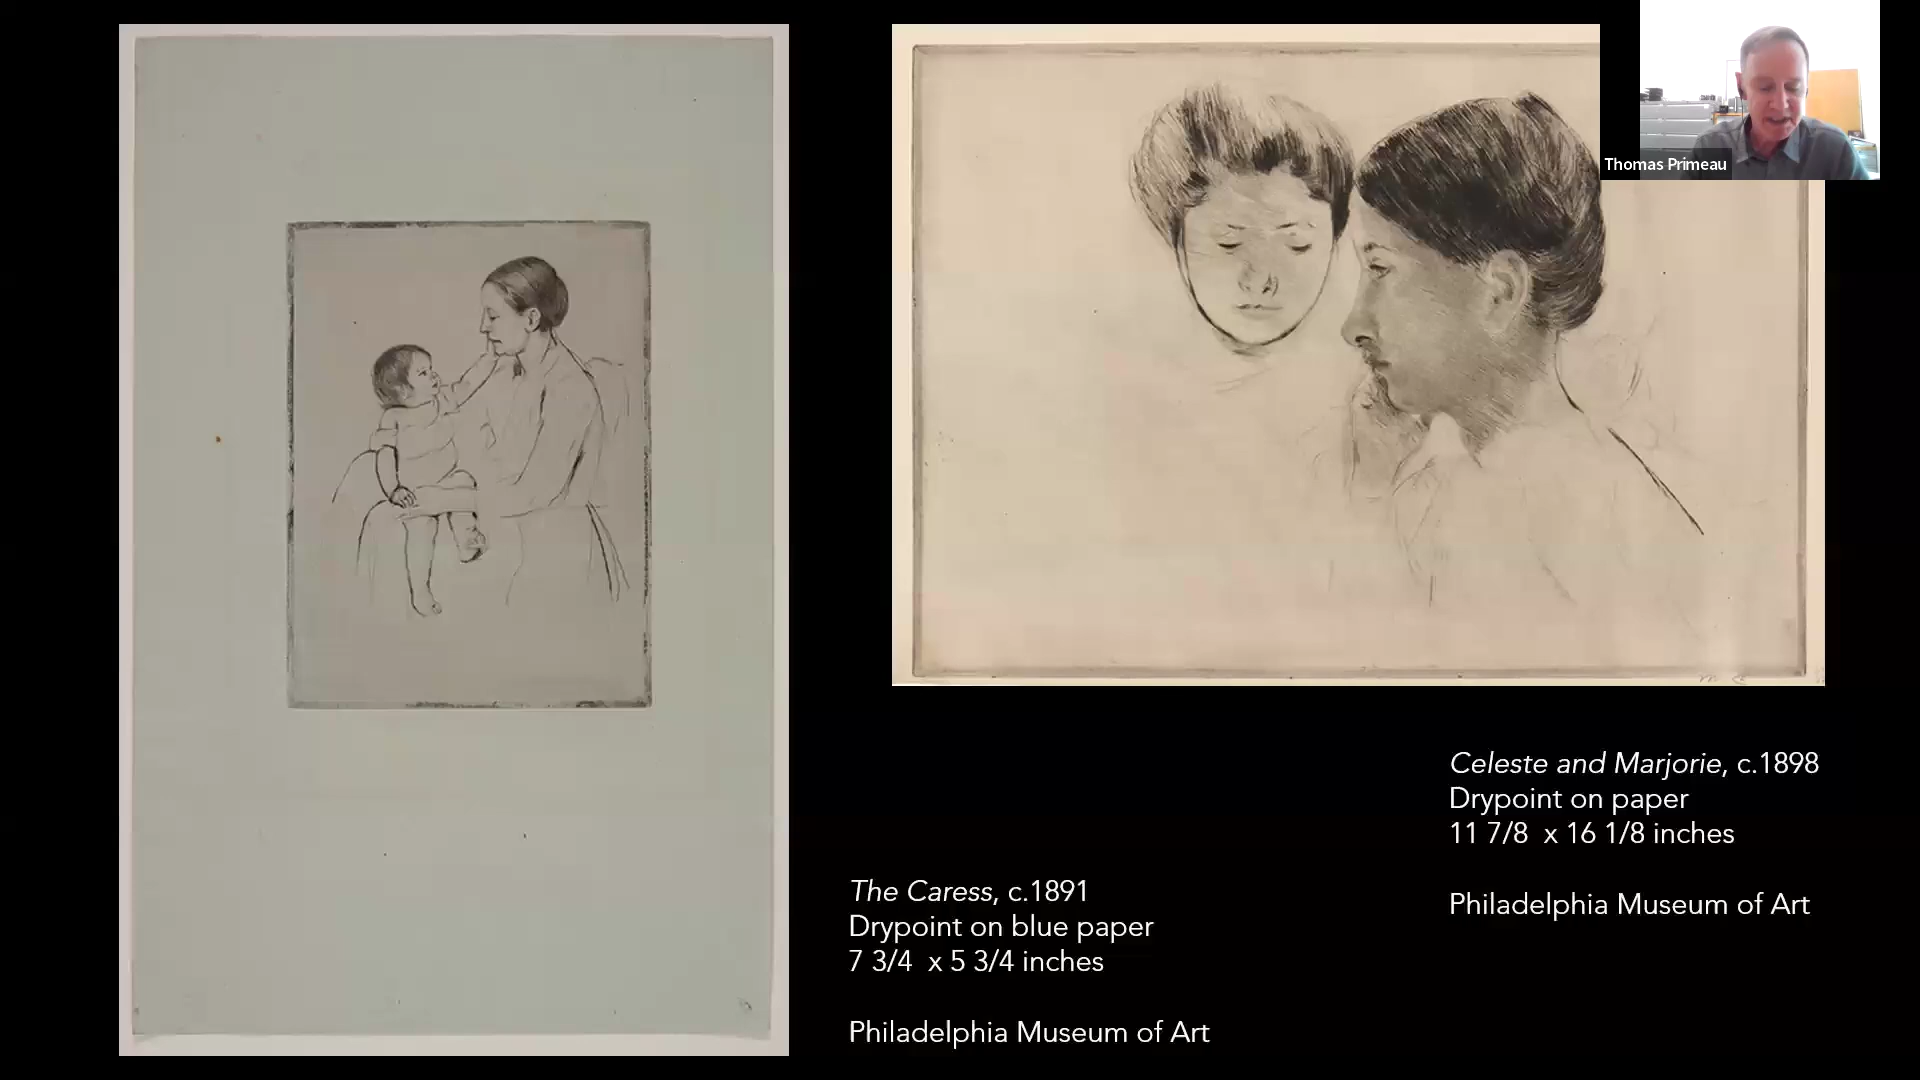 Thomas Primeau
Celeste and Marjorie, c.1898
Drypoint on paper
11 7/8 x 16 1/8 inches
Philadelphia Museum of Art
The Caress, c.1891
Drypoint on blue paper
7 3/4 x 5 3/4 inches
Philadelphia Museum of Art